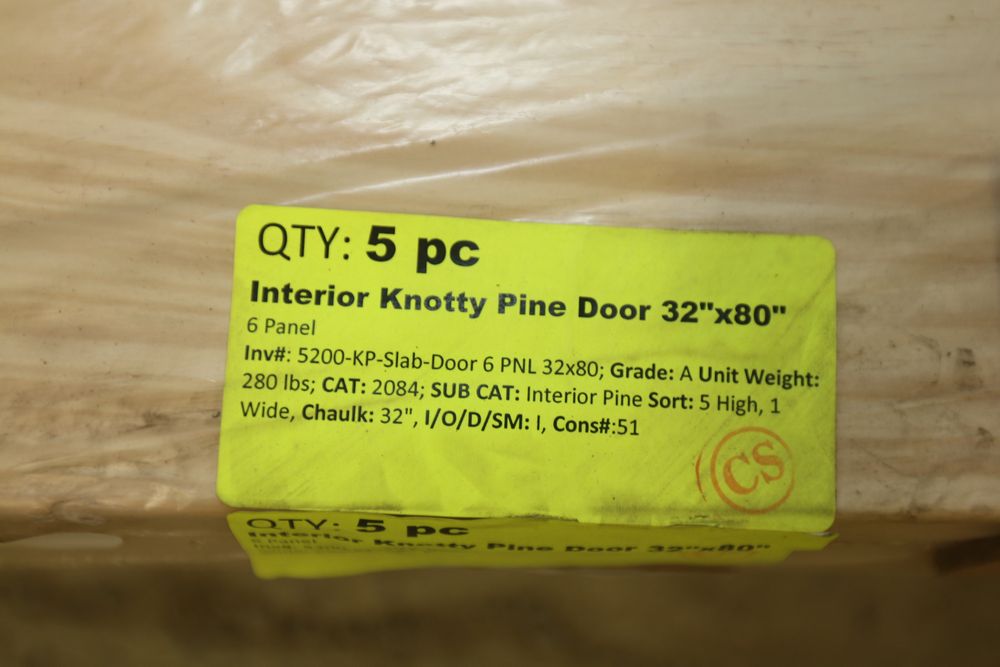 QTY: 5 pc
Interior Knotty Pine Door 32"x80"
6 Panel
Inv#: 5200-KP-Slab-Door 6 PNL 32x80; Grade: A Unit Weight:
280 lbs; CAT: 2084; SUB CAT: Interior Pine Sort: 5 High, 1
Wide, Chaulk: 32", I/O/D/SM: I, Cons#:51
CS
QTY: 5 pc
Interior Knotty Pine Door 32"x80"
6 Panel